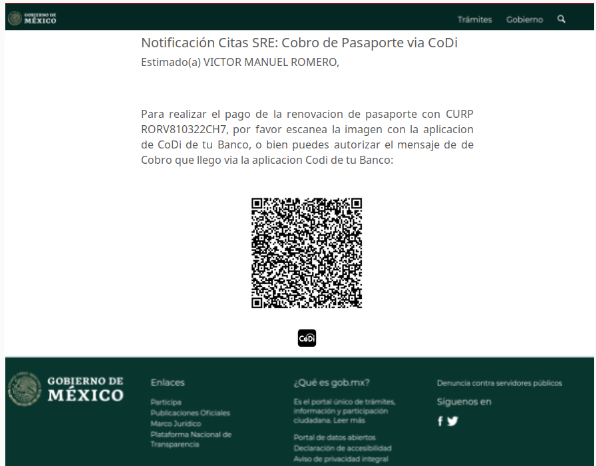 GOBIERNO DE
MÉXICO
Trámites Gobierno
Notificación Citas SRE: Cobro de Pasaporte via CoDi
Estimado(a) VICTOR MANUEL ROMERO,
Para realizar el pago de la renovacion de pasaporte con CURP
RORV810322CH7, por favor escanea la imagen con la aplicacion
de CoDi de tu Banco, o bien puedes autorizar el mensaje de de
Cobro que llego via la aplicacion Codi de tu Banco:
CoDi
GOBIERNO DE
MÉXICO
Enlaces
Participa
Publicaciones Oficiales
Marco Jurídico
Plataforma Nacional de
Transparencia
¿Qué es gob.mx?
Es el portal único de trámites,
información y participación
ciudadana. Leer más
Portal de datos abiertos
Declaración de accesibilidad
Aviso de privacidad integral
Denuncia contra servidores públicos
Síguenos en